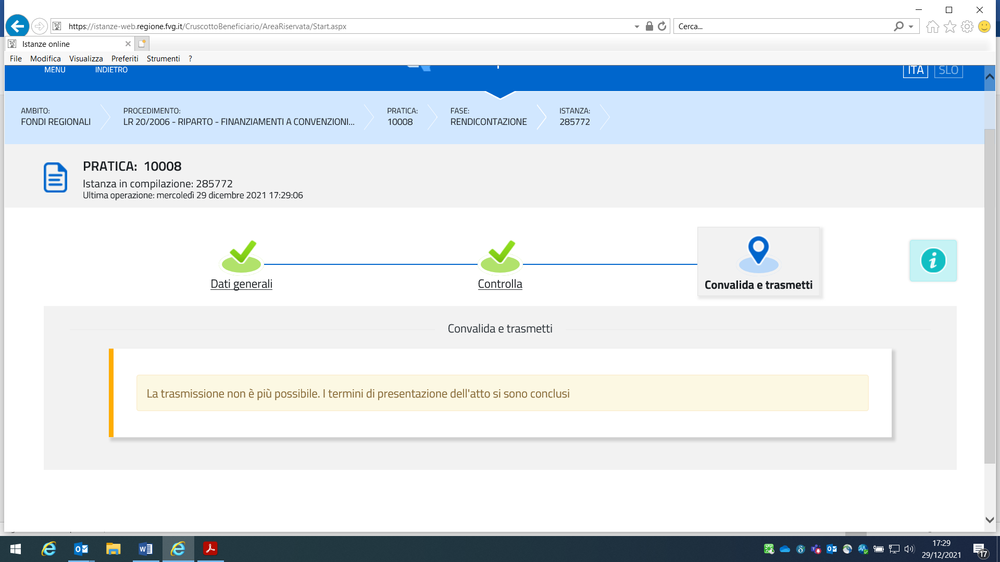 https://istanze-web.regione.fvg.it/CruscottoBeneficiario/AreaRiservata/Start.aspx
Cerca...
Istanze online
File Modifica Visualizza Preferiti Strumenti ?
MENU INDIETRO
ITA SLO
AMBITO:
FONDI REGIONALI
PROCEDIMENTO:
LR 20/2006 - RIPARTO - FINANZIAMENTI A CONVENZIONI...
PRATICA:
10008
FASE:
RENDICONTAZIONE
ISTANZA:
285772
PRATICA: 10008
Istanza in compilazione: 285772
Ultima operazione: mercoledì 29 dicembre 2021 17:29:06
Dati generali
Controlla
Convalida e trasmetti
Convalida e trasmetti
La trasmissione non è più possibile. I termini di presentazione dell'atto si sono conclusi
17:29
29/12/2021
17